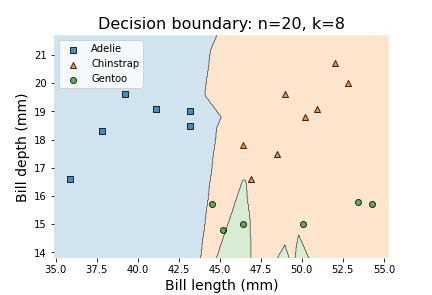 Decision boundary: n=20, k=8
Adelie
Chinstrap
Gentoo
21
20
19
18
17
16
15
14
35.0 37.5 40.0 42.5 45.0 47.5 50.0 52.5 55.0
Bill depth (mm)
Bill length (mm)